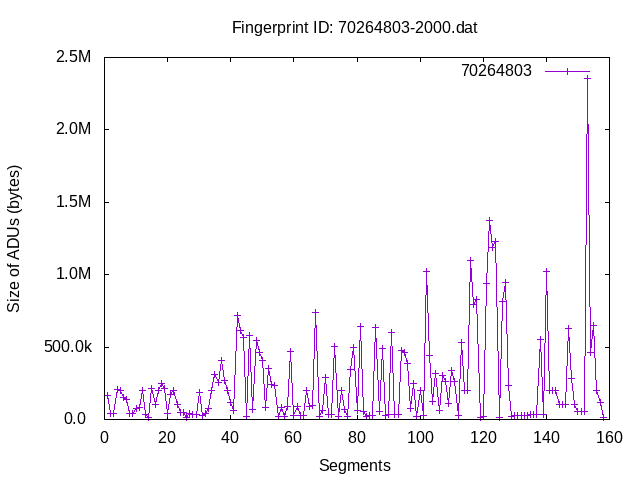 Fingerprint ID: 70264803-2000.dat
70264803
Size of ADUs (bytes)
2.5M
2.0M
1.5M
1.0M
500.0k
0.0
0 20 40 60 80 100 120 140 160
Segments